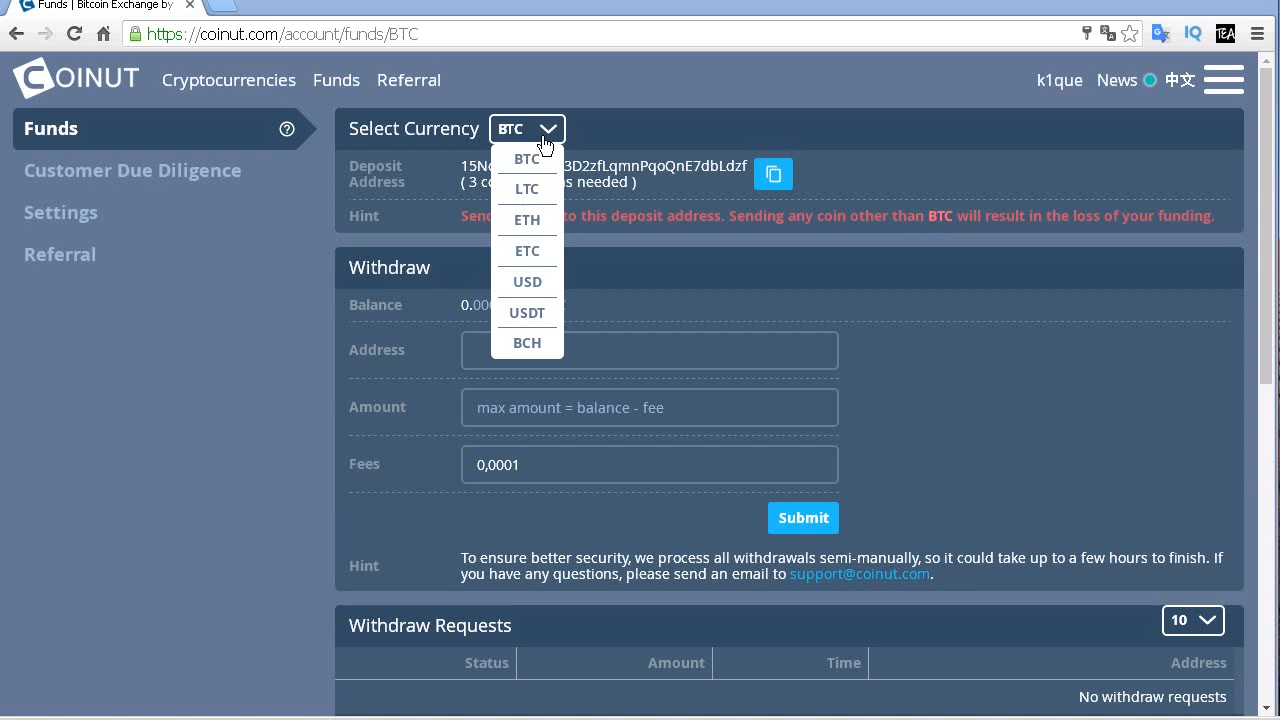 Funds | Bitcoin Exchange by
https://coinut.com/account/funds/BTC
IQ TEA
COINUT Cryptocurrencies Funds Referral k1que News 中文
Funds
Customer Due Diligence
Settings
Referral
Select Currency BTC
BTC
LTC
ETH
ETC
USD
USDT
BCH
Deposit Address
3D2zfLqmnPqoQnE7dbLdzf
( 3 needed )
Hint to this deposit address. Sending any coin other than BTC will result in the loss of your funding.
Withdraw
Balance
Address
Amount max amount = balance - fee
Fees 0,0001
Submit
Hint To ensure better security, we process all withdrawals semi-manually, so it could take up to a few hours to finish. If
you have any questions, please send an email to support@coinut.com.
Withdraw Requests 10
Status Amount Time Address
No withdraw requests